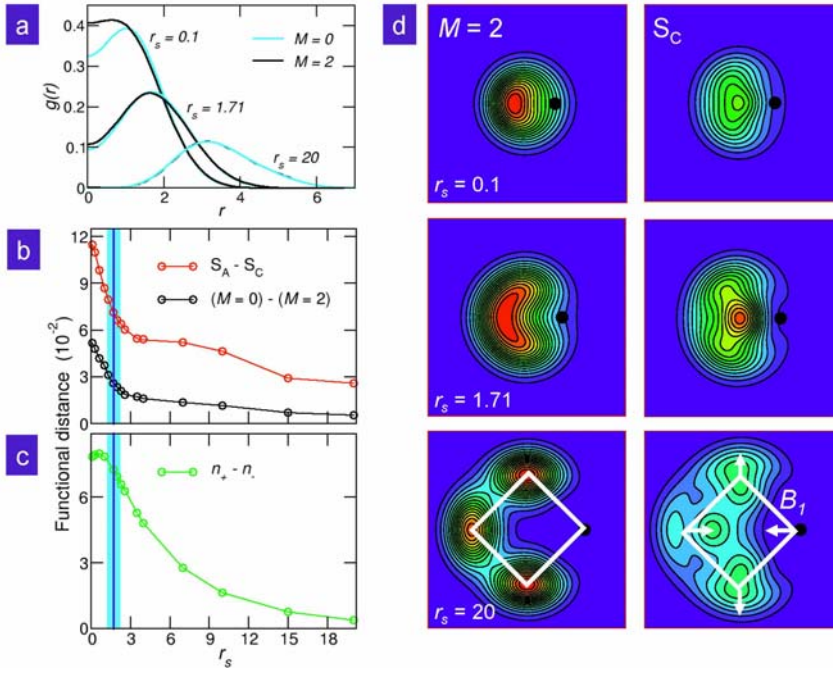 a
g(r)
0.4
0.3
0.2
0.1
0
r_s = 0.1
M = 0
M = 2
r_s = 1.71
r_s = 20
0 2 4 6
r
b
Functional distance (10⁻²)
12
9
6
3
0
S_A - S_C
(M = 0) - (M = 2)
c
6
3
0
n_+ - n_-
0 3 6 9 12 15 18
r_s
d
M = 2
S_C
r_s = 0.1
r_s = 1.71
r_s = 20
B_1